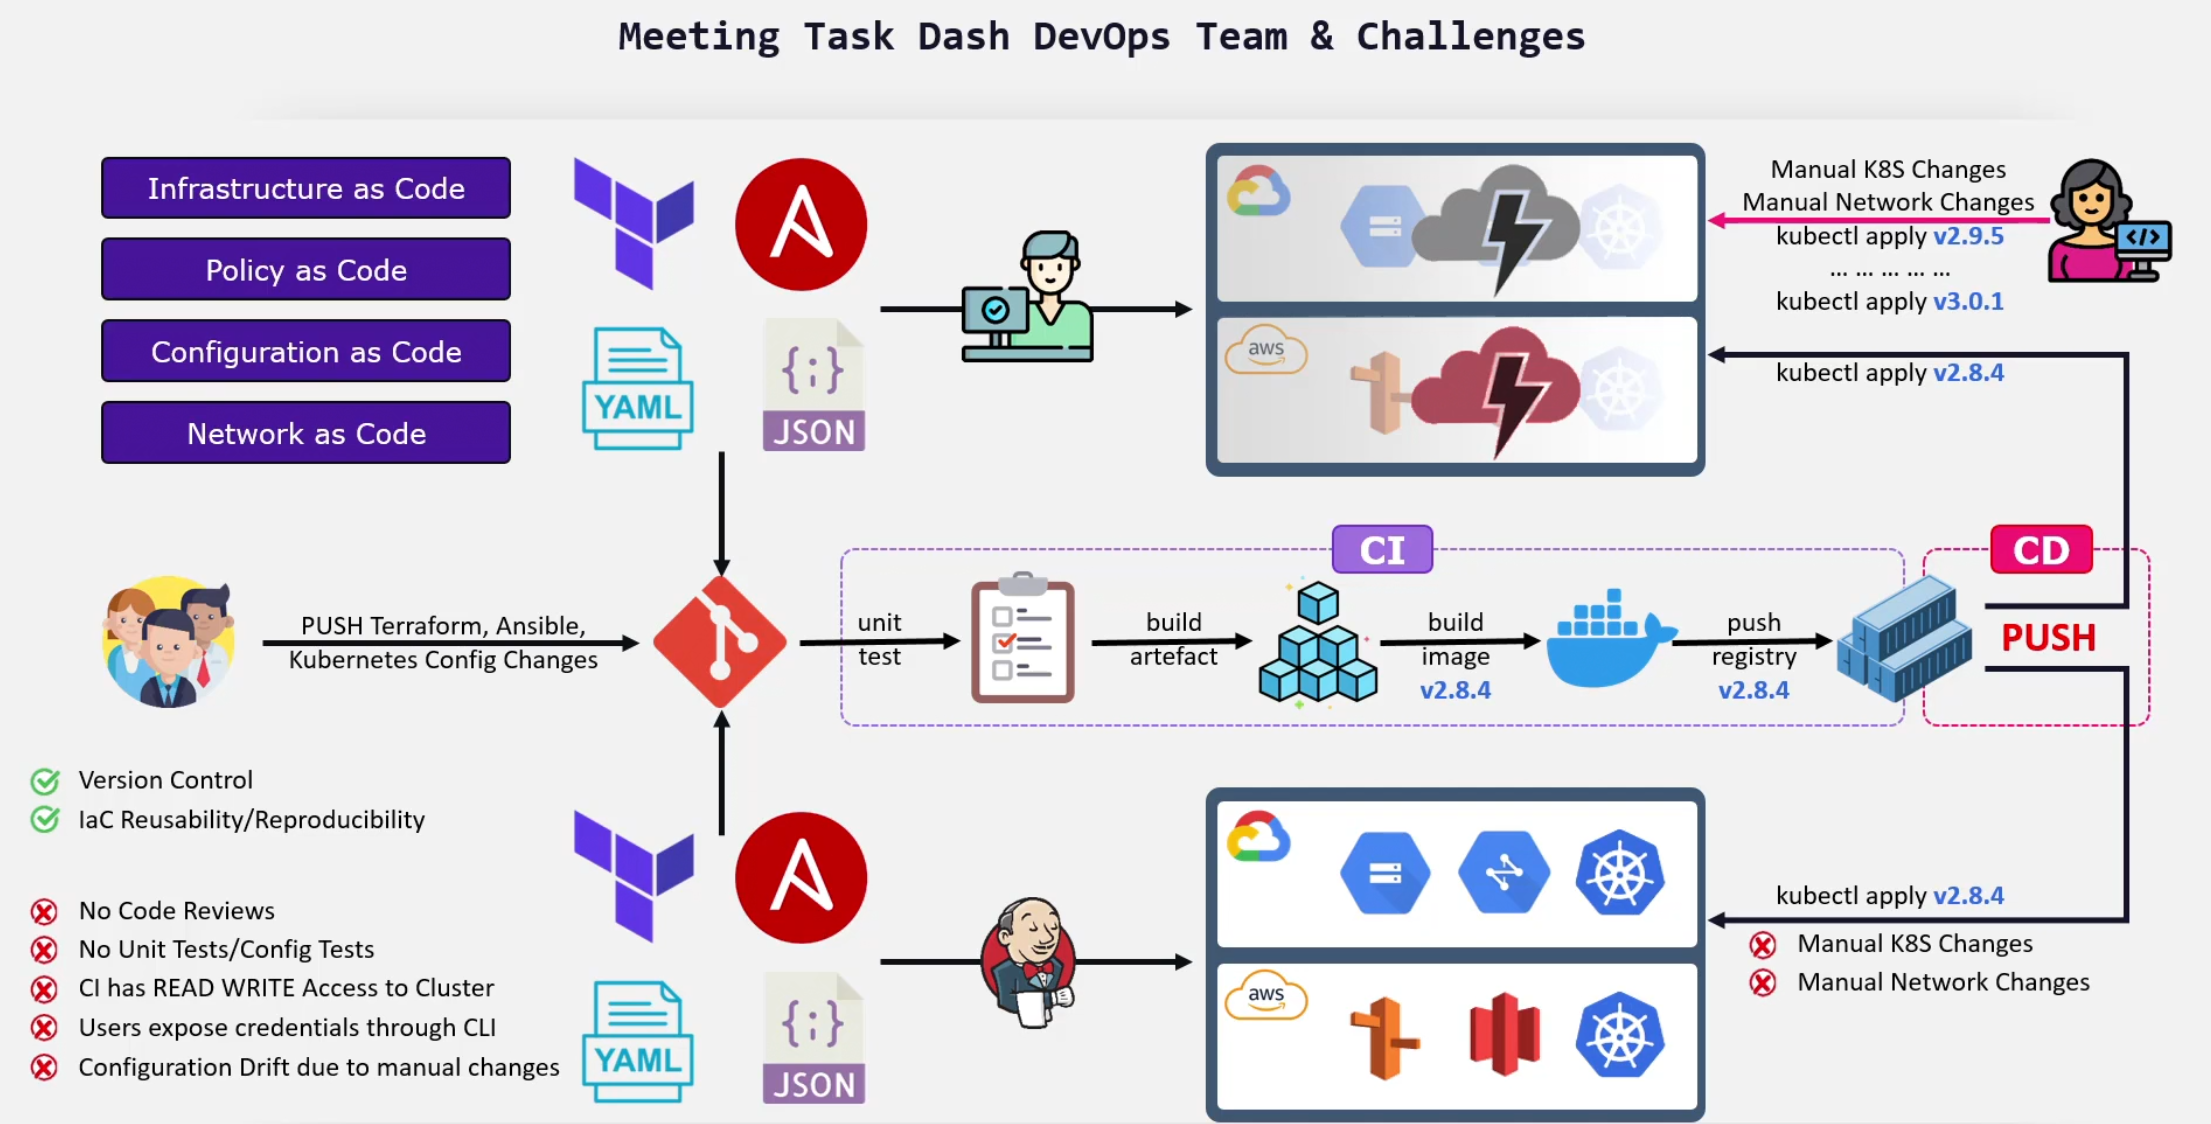 Meeting Task Dash DevOps Team & Challenges
Infrastructure as Code
Policy as Code
Configuration as Code
Network as Code
YAML
{;}
JSON
aws
Manual K8S Changes
Manual Network Changes
kubectl apply v2.9.5
... ... ... ... ...
kubectl apply v3.0.1
kubectl apply v2.8.4
</>
PUSH Terraform, Ansible,
Kubernetes Config Changes
CI
unit
test
build
artefact
build
image
v2.8.4
push
registry
v2.8.4
CD
PUSH
Version Control
IaC Reusability/Reproducibility
No Code Reviews
No Unit Tests/Config Tests
CI has READ WRITE Access to Cluster
Users expose credentials through CLI
Configuration Drift due to manual changes
YAML
{;}
JSON
aws
kubectl apply v2.8.4
Manual K8S Changes
Manual Network Changes